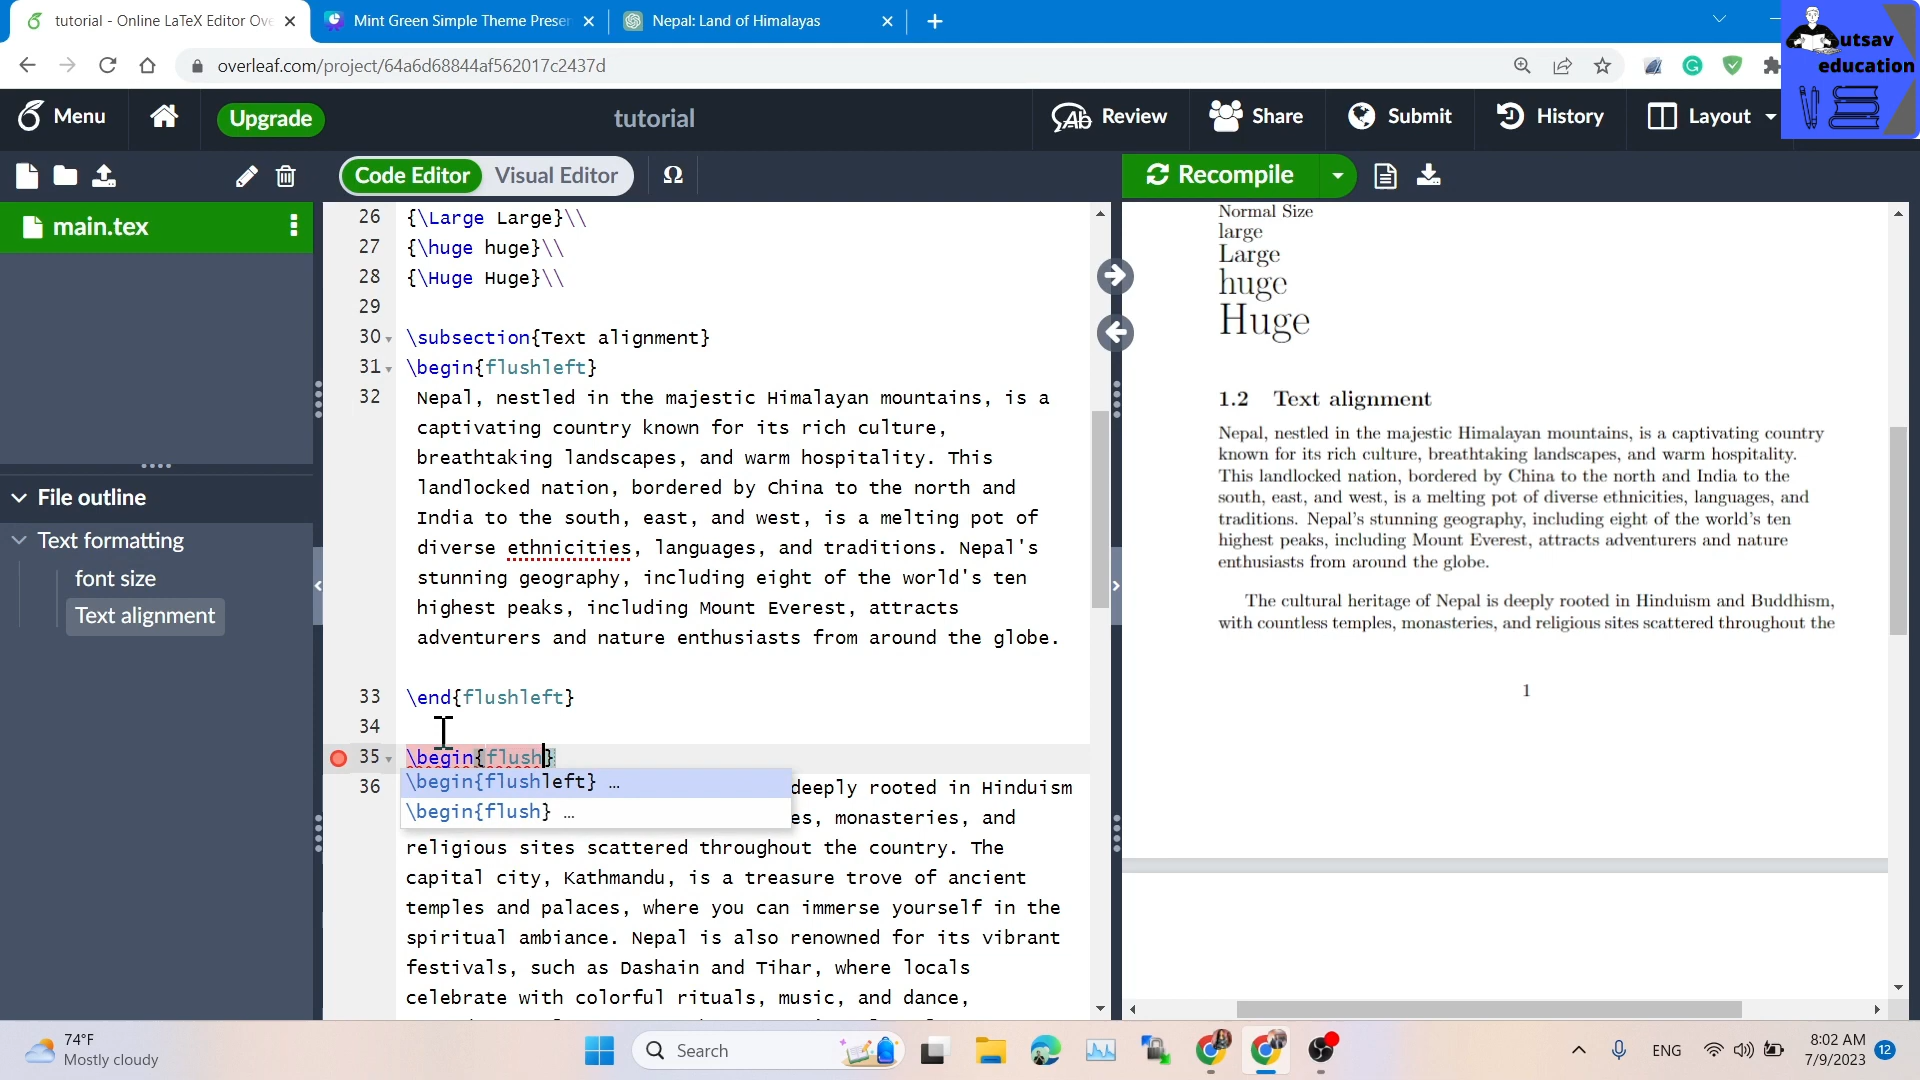 tutorial - Online LaTeX Editor Ove
Mint Green Simple Theme Presen
Nepal: Land of Himalayas
overleaf.com/project/64a6d68844af562017c2437d
utsav
education
Menu
Upgrade
tutorial
Review
Share
Submit
History
Layout
Code Editor
Visual Editor
Ω
Recompile
main.tex
File outline
Text formatting
font size
Text alignment
26 {\Large Large}\\
27 {\huge huge}\\
28 {\Huge Huge}\\
29
30 \subsection{Text alignment}
31 \begin{flushleft}
32 Nepal, nestled in the majestic Himalayan mountains, is a
captivating country known for its rich culture,
breathtaking landscapes, and warm hospitality. This
landlocked nation, bordered by China to the north and
India to the south, east, and west, is a melting pot of
diverse ethnicities, languages, and traditions. Nepal's
stunning geography, including eight of the world's ten
highest peaks, including Mount Everest, attracts
adventurers and nature enthusiasts from around the globe.
33 \end{flushleft}
34
35 \begin{flush}
\begin{flushleft} …
\begin{flush} …
36 deeply rooted in Hinduism
es, monasteries, and
religious sites scattered throughout the country. The
capital city, Kathmandu, is a treasure trove of ancient
temples and palaces, where you can immerse yourself in the
spiritual ambiance. Nepal is also renowned for its vibrant
festivals, such as Dashain and Tihar, where locals
celebrate with colorful rituals, music, and dance,
Normal Size
large
Large
huge
Huge
1.2 Text alignment
Nepal, nestled in the majestic Himalayan mountains, is a captivating country
known for its rich culture, breathtaking landscapes, and warm hospitality.
This landlocked nation, bordered by China to the north and India to the
south, east, and west, is a melting pot of diverse ethnicities, languages, and
traditions. Nepal's stunning geography, including eight of the world's ten
highest peaks, including Mount Everest, attracts adventurers and nature
enthusiasts from around the globe.
The cultural heritage of Nepal is deeply rooted in Hinduism and Buddhism,
with countless temples, monasteries, and religious sites scattered throughout the
1
74°F
Mostly cloudy
Search
ENG
8:02 AM
7/9/2023
12